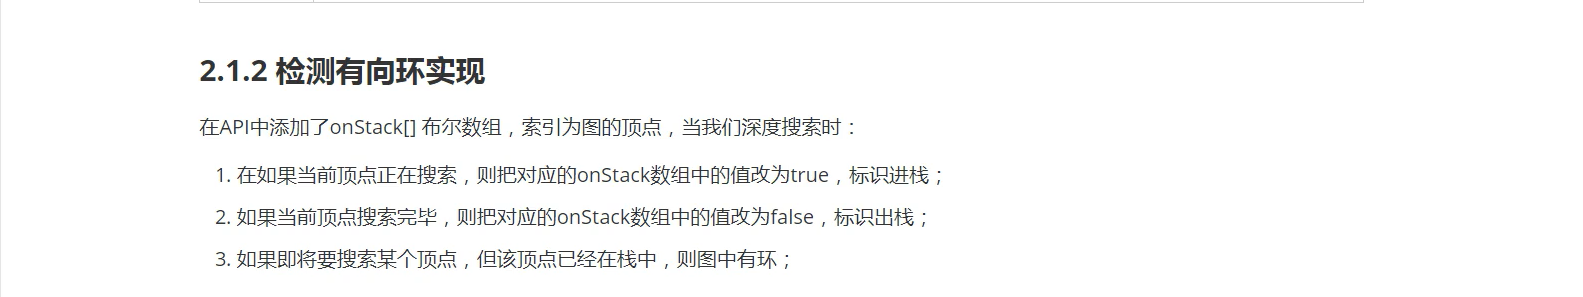 2.1.2 检测有向环实现
在API中添加了onStack[] 布尔数组，索引为图的顶点，当我们深度搜索时：
1. 在如果当前顶点正在搜索，则把对应的onStack数组中的值改为true，标识进栈；
2. 如果当前顶点搜索完毕，则把对应的onStack数组中的值改为false，标识出栈；
3. 如果即将要搜索某个顶点，但该顶点已经在栈中，则图中有环；